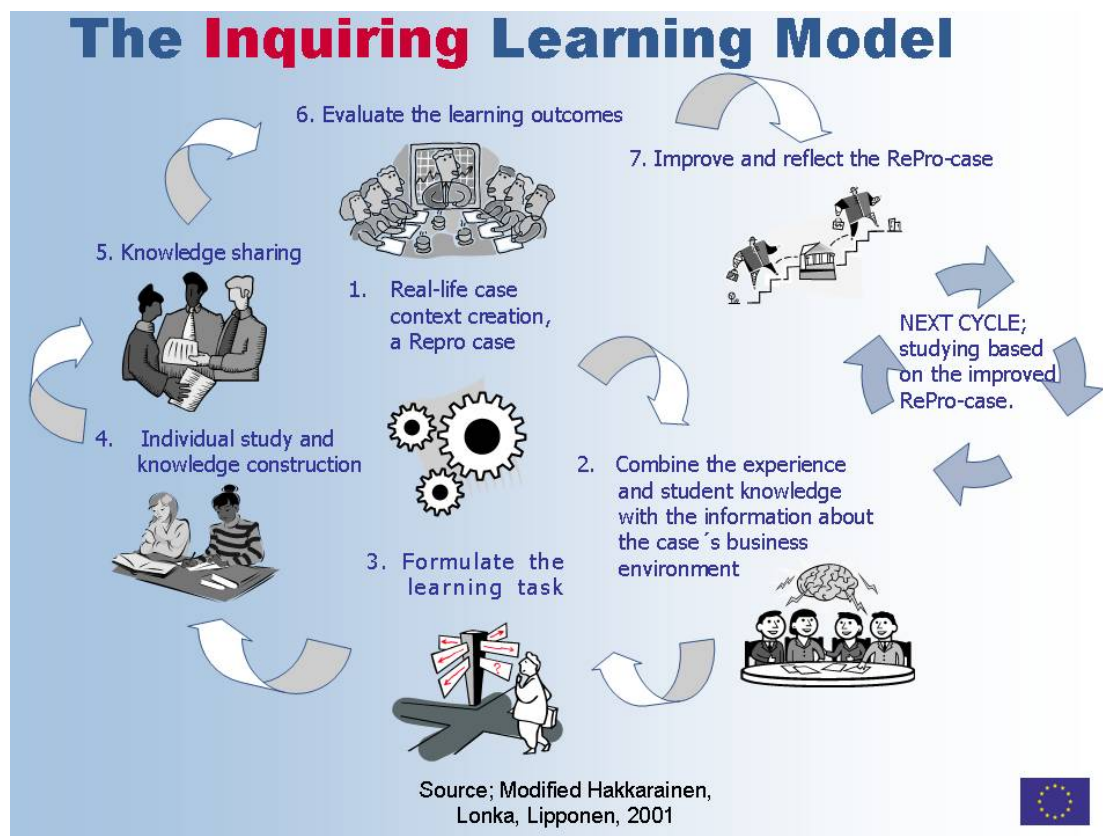 The Inquiring Learning Model
6. Evaluate the learning outcomes
7. Improve and reflect the RePro-case
5. Knowledge sharing
1. Real-life case
context creation,
a Repro case
NEXT CYCLE;
studying based
on the improved
RePro-case.
4. Individual study and
knowledge construction
2. Combine the experience
and student knowledge
with the information about
the case´s business
environment
3. Formulate the
learning task
?
Source; Modified Hakkarainen,
Lonka, Lipponen, 2001